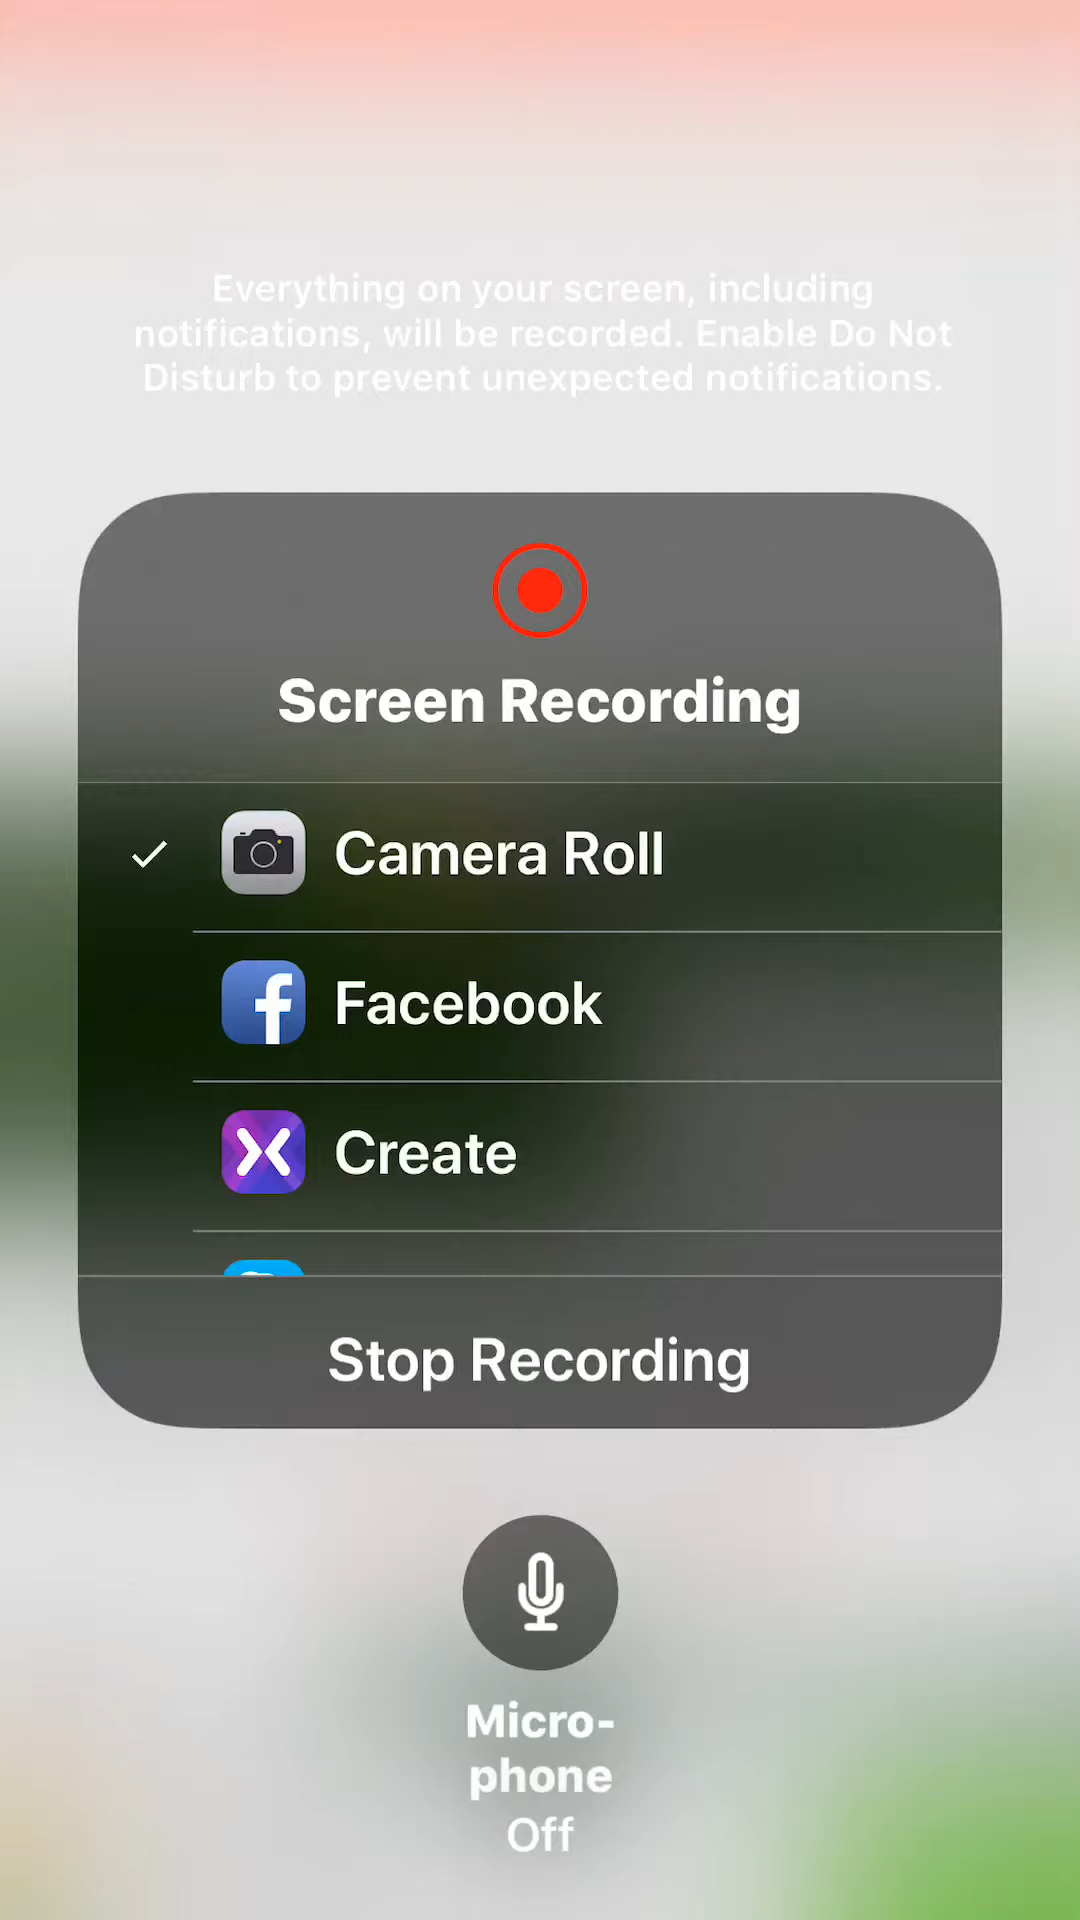 Everything on your screen, including
notifications, will be recorded. Enable Do Not
Disturb to prevent unexpected notifications.
Screen Recording
Camera Roll
Facebook
Create
Stop Recording
Micro-
phone
Off